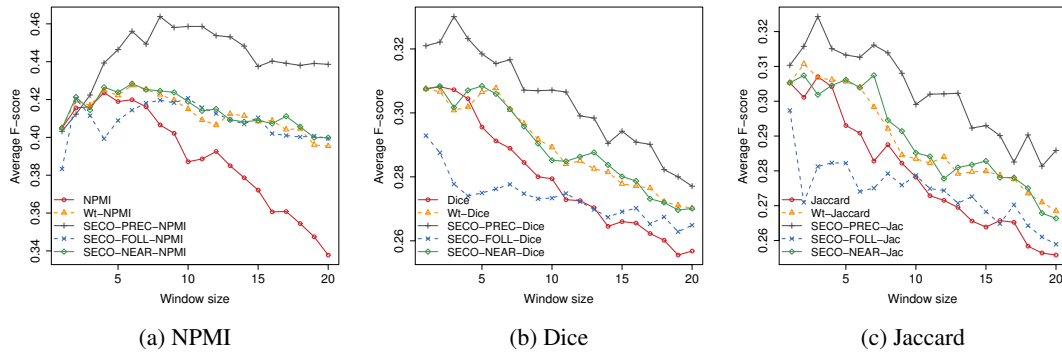 0.34 0.36 0.38 0.40 0.42 0.44 0.46
Average F-score
NPMI
Wt-NPMI
SECO-PREC-NPMI
SECO-FOLL-NPMI
SECO-NEAR-NPMI
5 10 15 20
Window size
(a) NPMI
0.26 0.28 0.30 0.32
Average F-score
Dice
Wt-Dice
SECO-PREC-Dice
SECO-FOLL-Dice
SECO-NEAR-Dice
5 10 15 20
Window size
(b) Dice
0.26 0.27 0.28 0.29 0.30 0.31 0.32
Average F-score
Jaccard
Wt-Jaccard
SECO-PREC-Jac
SECO-FOLL-Jac
SECO-NEAR-Jac
5 10 15 20
Window size
(c) Jaccard